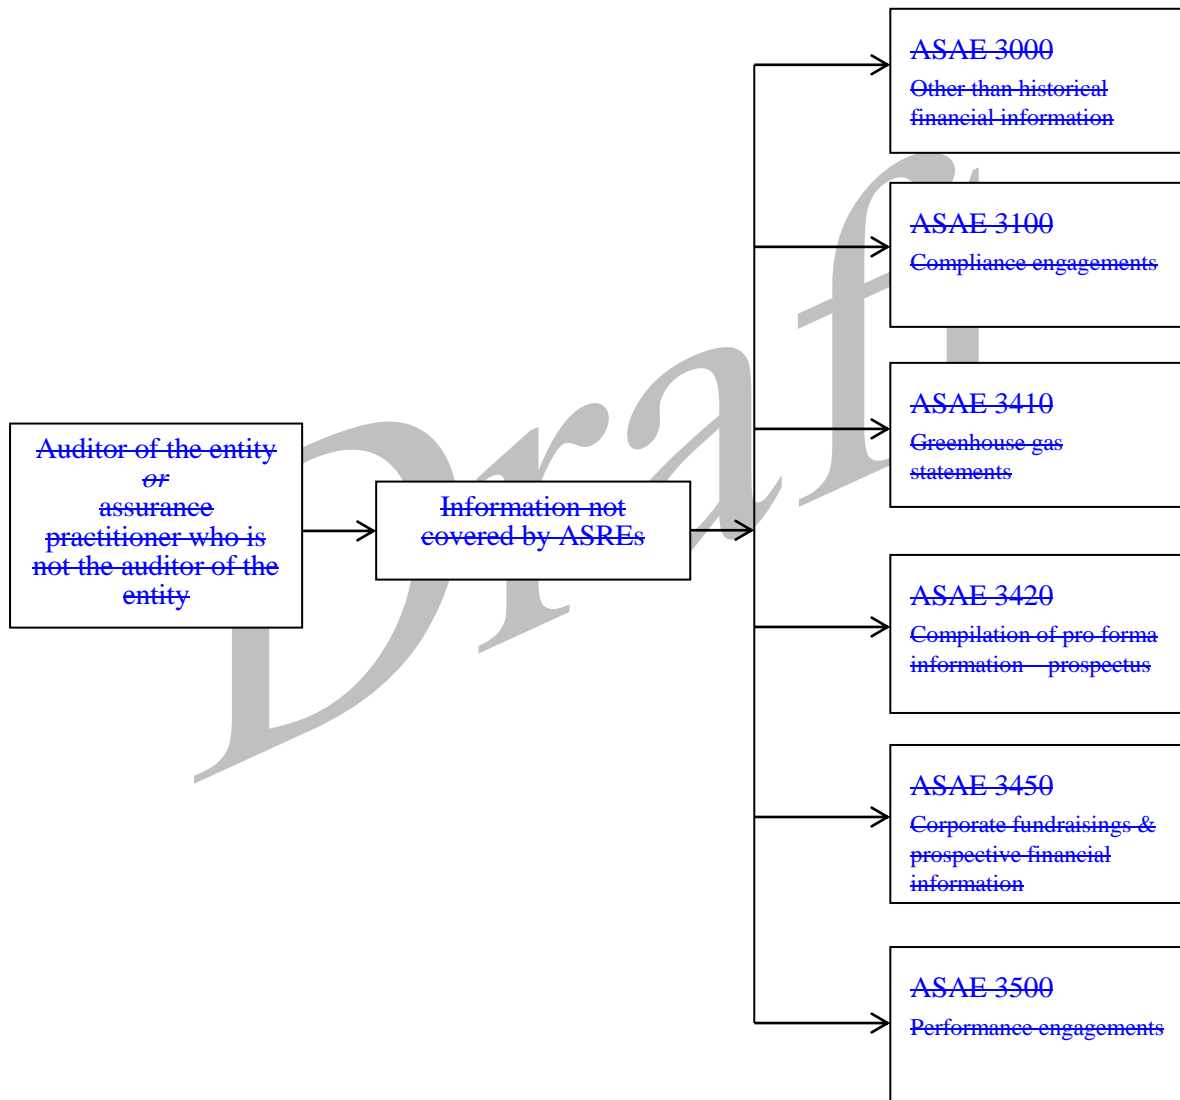 ASAE 3000
Other than historical
financial information
ASAE 3100
Compliance engagements
ASAE 3410
Greenhouse gas
statements
Auditor of the entity
or
assurance
practitioner who is
not the auditor of the
entity
Information not
covered by ASREs
ASAE 3420
Compilation of pro forma
information – prospectus
ASAE 3450
Corporate fundraisings &
prospective financial
information
ASAE 3500
Performance engagements
Draft